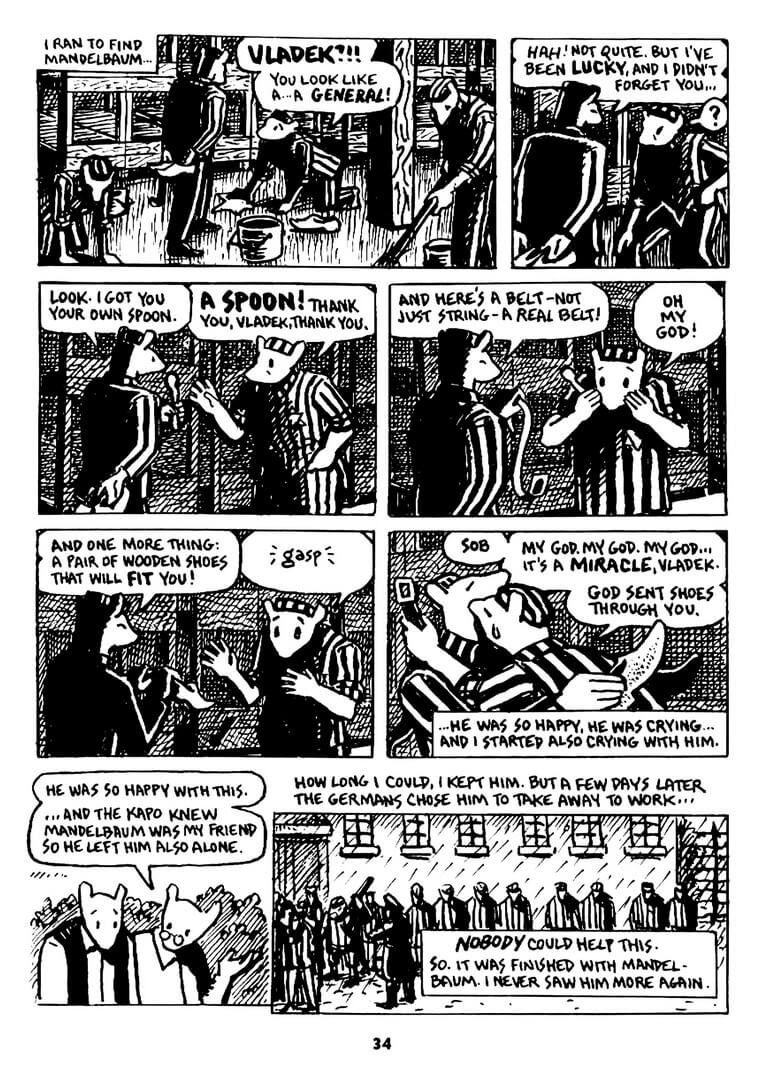 I RAN TO FIND
MANDELBAUM...
VLADEK?!!
YOU LOOK LIKE
A...A GENERAL!
HAH! NOT QUITE. BUT I'VE
BEEN LUCKY, AND I DIDN'T
FORGET YOU...
?
LOOK. I GOT YOU
YOUR OWN SPOON.
A SPOON! THANK
YOU, VLADEK, THANK YOU.
AND HERE'S A BELT-NOT
JUST STRING-A REAL BELT!
OH
MY
GOD!
AND ONE MORE THING:
A PAIR OF WOODEN SHOES
THAT WILL FIT YOU!
gasp
SOB
MY GOD. MY GOD. MY GOD...
IT'S A MIRACLE, VLADEK.
GOD SENT SHOES
THROUGH YOU.
...HE WAS SO HAPPY, HE WAS CRYING...
AND I STARTED ALSO CRYING WITH HIM.
HE WAS SO HAPPY WITH THIS.
...AND THE KAPO KNEW
MANDELBAUM WAS MY FRIEND
SO HE LEFT HIM ALSO ALONE.
HOW LONG I COULD, I KEPT HIM. BUT A FEW DAYS LATER
THE GERMANS CHOSE HIM TO TAKE AWAY TO WORK...
NOBODY COULD HELP THIS.
SO. IT WAS FINISHED WITH MANDEL-
BAUM. I NEVER SAW HIM MORE AGAIN.
34